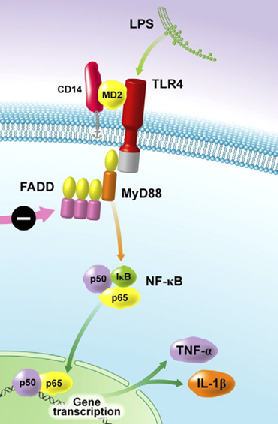 LPS
CD14
MD2
TLR4
FADD
MyD88
p50
IκB
p65
NF-κB
TNF-α
IL-1β
p50
p65
Gene
transcription